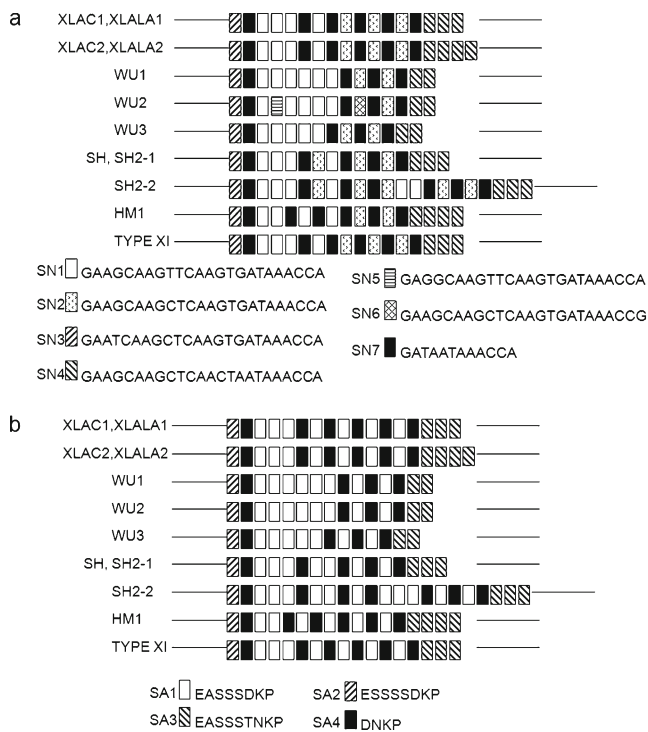 a
XLAC1,XLALA1
XLAC2,XLALA2
WU1
WU2
WU3
SH, SH2-1
SH2-2
HM1
TYPE XI
SN1 GAAGCAAGTTCAAGTGATAAACCA
SN2 GAAGCAAGCTCAAGTGATAAACCA
SN3 GAATCAAGCTCAAGTGATAAACCA
SN4 GAAGCAAGCTCAACTAATAAACCA
SN5 GAGGCAAGTTCAAGTGATAAACCA
SN6 GAAGCAAGCTCAAGTGATAAACCG
SN7 GATAATAAACCA
b
XLAC1,XLALA1
XLAC2,XLALA2
WU1
WU2
WU3
SH, SH2-1
SH2-2
HM1
TYPE XI
SA1 EASSSDKP SA2 ESSSSDKP
SA3 EASSSTNKP SA4 DNKP